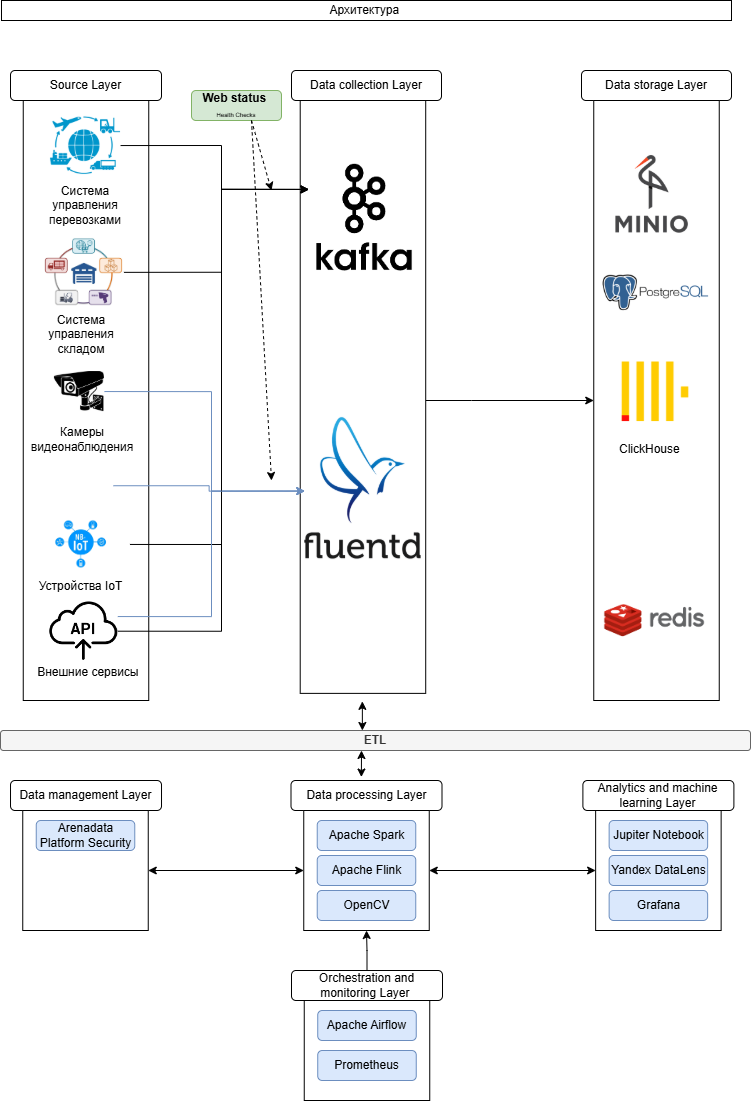 Архитектура
Source Layer
Web status
Health Checks
Data collection Layer
Data storage Layer
Система
управления
перевозками
kafka
MINIO
Система
управления
складом
PostgreSQL
Камеры
видеонаблюдения
ClickHouse
fluentd
NB-
IoT
Устройства IoT
API
Внешние сервисы
redis
ETL
Data management Layer
Arenadata
Platform Security
Data processing Layer
Apache Spark
Apache Flink
OpenCV
Analytics and machine
learning Layer
Jupiter Notebook
Yandex DataLens
Grafana
Orchestration and
monitoring Layer
Apache Airflow
Prometheus